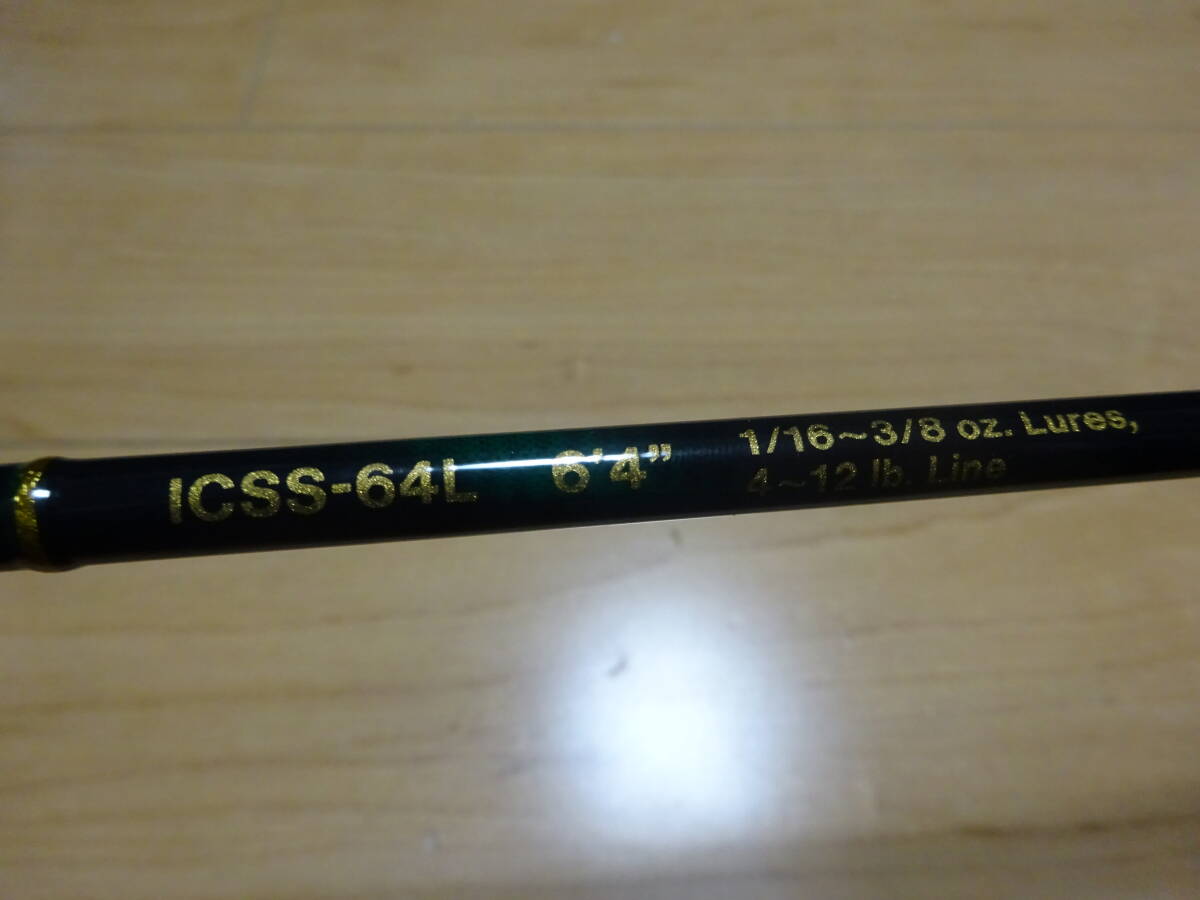 ICSS-64L 6'4” 1/16~3/8 oz. Lures,
4~12 lb. Line